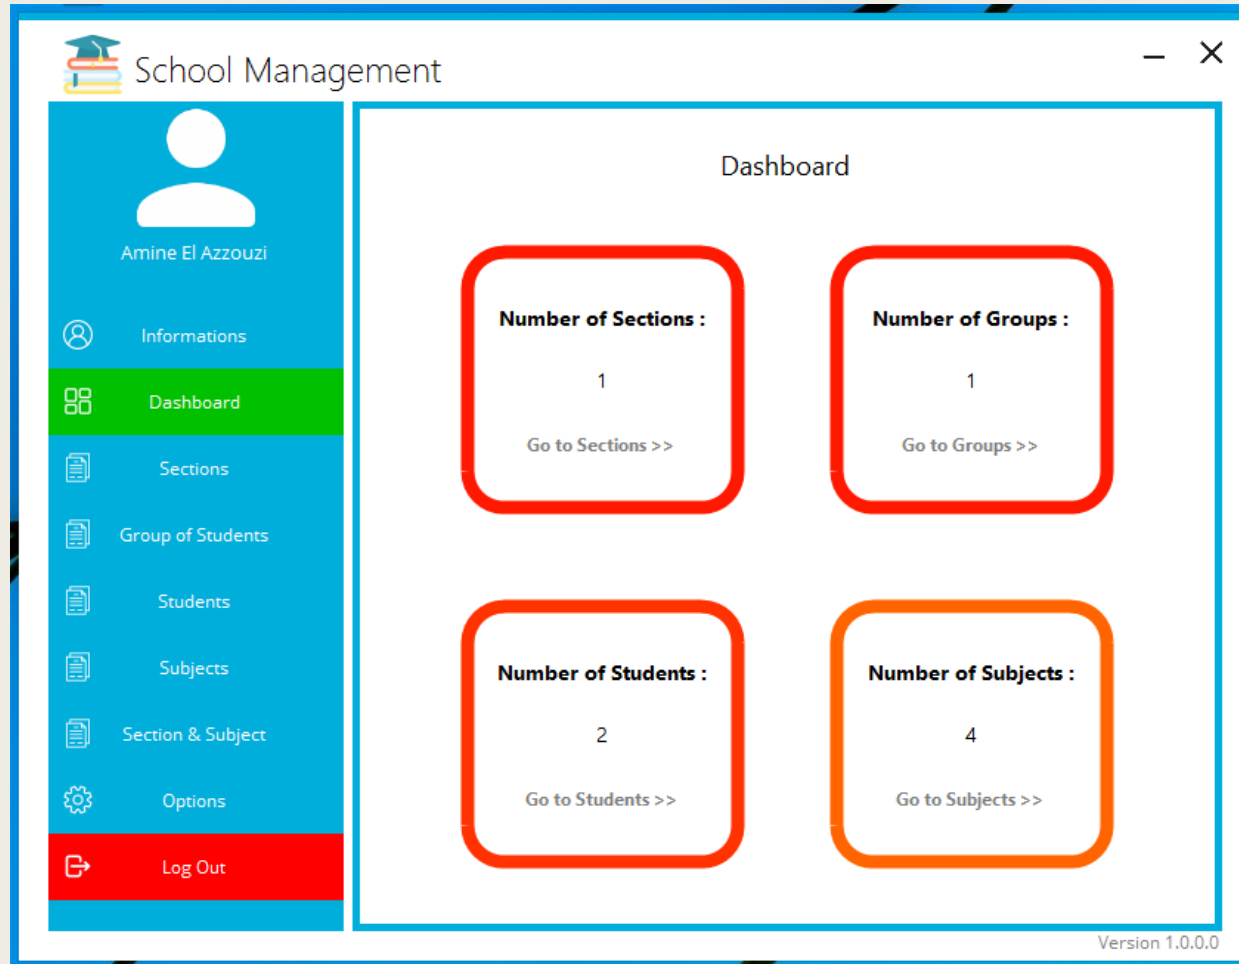 School Management
Amine El Azzouzi
Informations
Dashboard
Sections
Group of Students
Students
Subjects
Section & Subject
Options
Log Out
Dashboard
Number of Sections :
1
Go to Sections >>
Number of Groups :
1
Go to Groups >>
Number of Students :
2
Go to Students >>
Number of Subjects :
4
Go to Subjects >>
Version 1.0.0.0